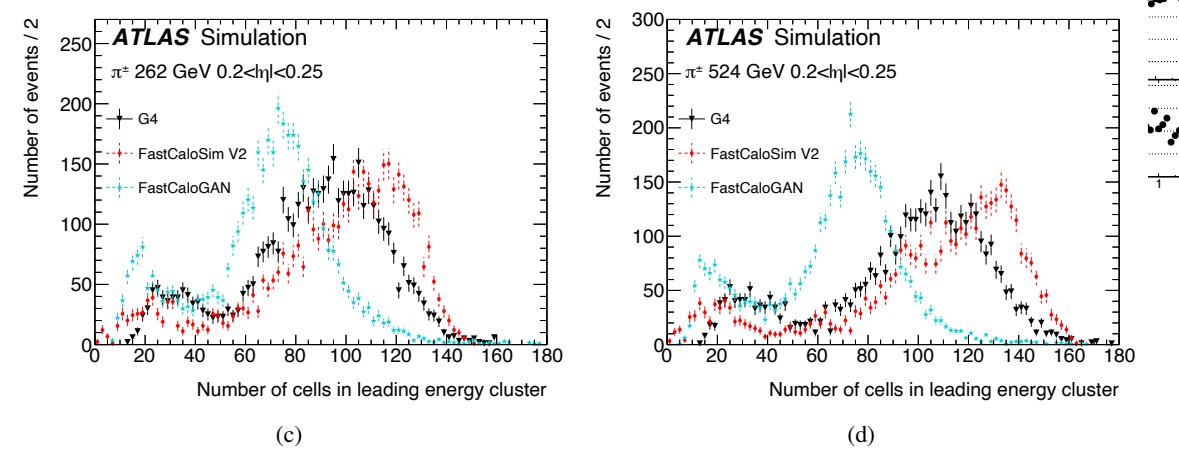 Number of events / 2
250
200
150
100
50
0
ATLAS Simulation
π± 262 GeV 0.2<|η|<0.25
G4
FastCaloSim V2
FastCaloGAN
0 20 40 60 80 100 120 140 160 180
Number of cells in leading energy cluster
(c)
Number of events / 2
300
250
200
150
100
50
0
ATLAS Simulation
π± 524 GeV 0.2<|η|<0.25
G4
FastCaloSim V2
FastCaloGAN
0 20 40 60 80 100 120 140 160 180
Number of cells in leading energy cluster
(d)
1